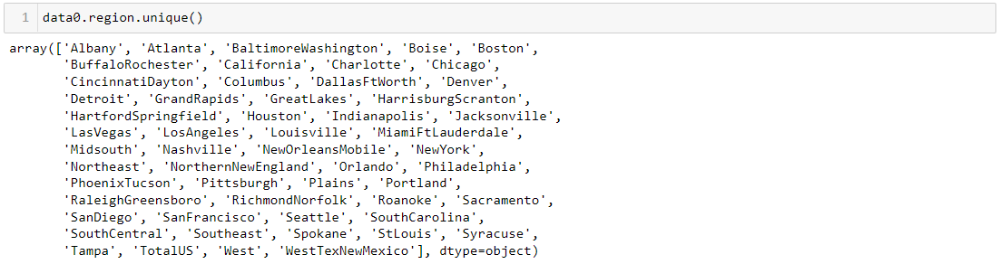 1 data0.region.unique()
array(['Albany', 'Atlanta', 'BaltimoreWashington', 'Boise', 'Boston',
'BuffaloRochester', 'California', 'Charlotte', 'Chicago',
'CincinnatiDayton', 'Columbus', 'DallasFtWorth', 'Denver',
'Detroit', 'GrandRapids', 'GreatLakes', 'HarrisburgScranton',
'HartfordSpringfield', 'Houston', 'Indianapolis', 'Jacksonville',
'LasVegas', 'LosAngeles', 'Louisville', 'MiamiFtLauderdale',
'Midsouth', 'Nashville', 'NewOrleansMobile', 'NewYork',
'Northeast', 'NorthernNewEngland', 'Orlando', 'Philadelphia',
'PhoenixTucson', 'Pittsburgh', 'Plains', 'Portland',
'RaleighGreensboro', 'RichmondNorfolk', 'Roanoke', 'Sacramento',
'SanDiego', 'SanFrancisco', 'Seattle', 'SouthCarolina',
'SouthCentral', 'Southeast', 'Spokane', 'StLouis', 'Syracuse',
'Tampa', 'TotalUS', 'West', 'WestTexNewMexico'], dtype=object)